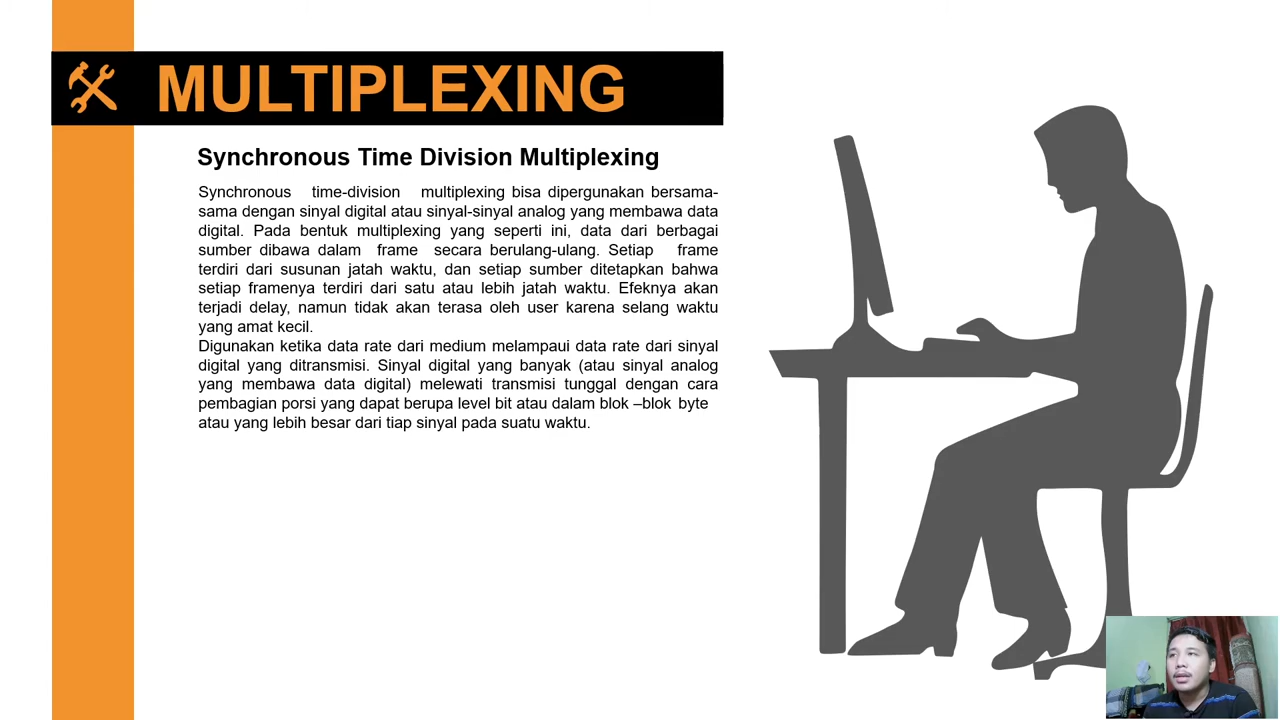 MULTIPLEXING
Synchronous Time Division Multiplexing
Synchronous time-division multiplexing bisa dipergunakan bersama-
sama dengan sinyal digital atau sinyal-sinyal analog yang membawa data
digital. Pada bentuk multiplexing yang seperti ini, data dari berbagai
sumber dibawa dalam frame secara berulang-ulang. Setiap frame
terdiri dari susunan jatah waktu, dan setiap sumber ditetapkan bahwa
setiap framenya terdiri dari satu atau lebih jatah waktu. Efeknya akan
terjadi delay, namun tidak akan terasa oleh user karena selang waktu
yang amat kecil.
Digunakan ketika data rate dari medium melampaui data rate dari sinyal
digital yang ditransmisi. Sinyal digital yang banyak (atau sinyal analog
yang membawa data digital) melewati transmisi tunggal dengan cara
pembagian porsi yang dapat berupa level bit atau dalam blok –blok byte
atau yang lebih besar dari tiap sinyal pada suatu waktu.